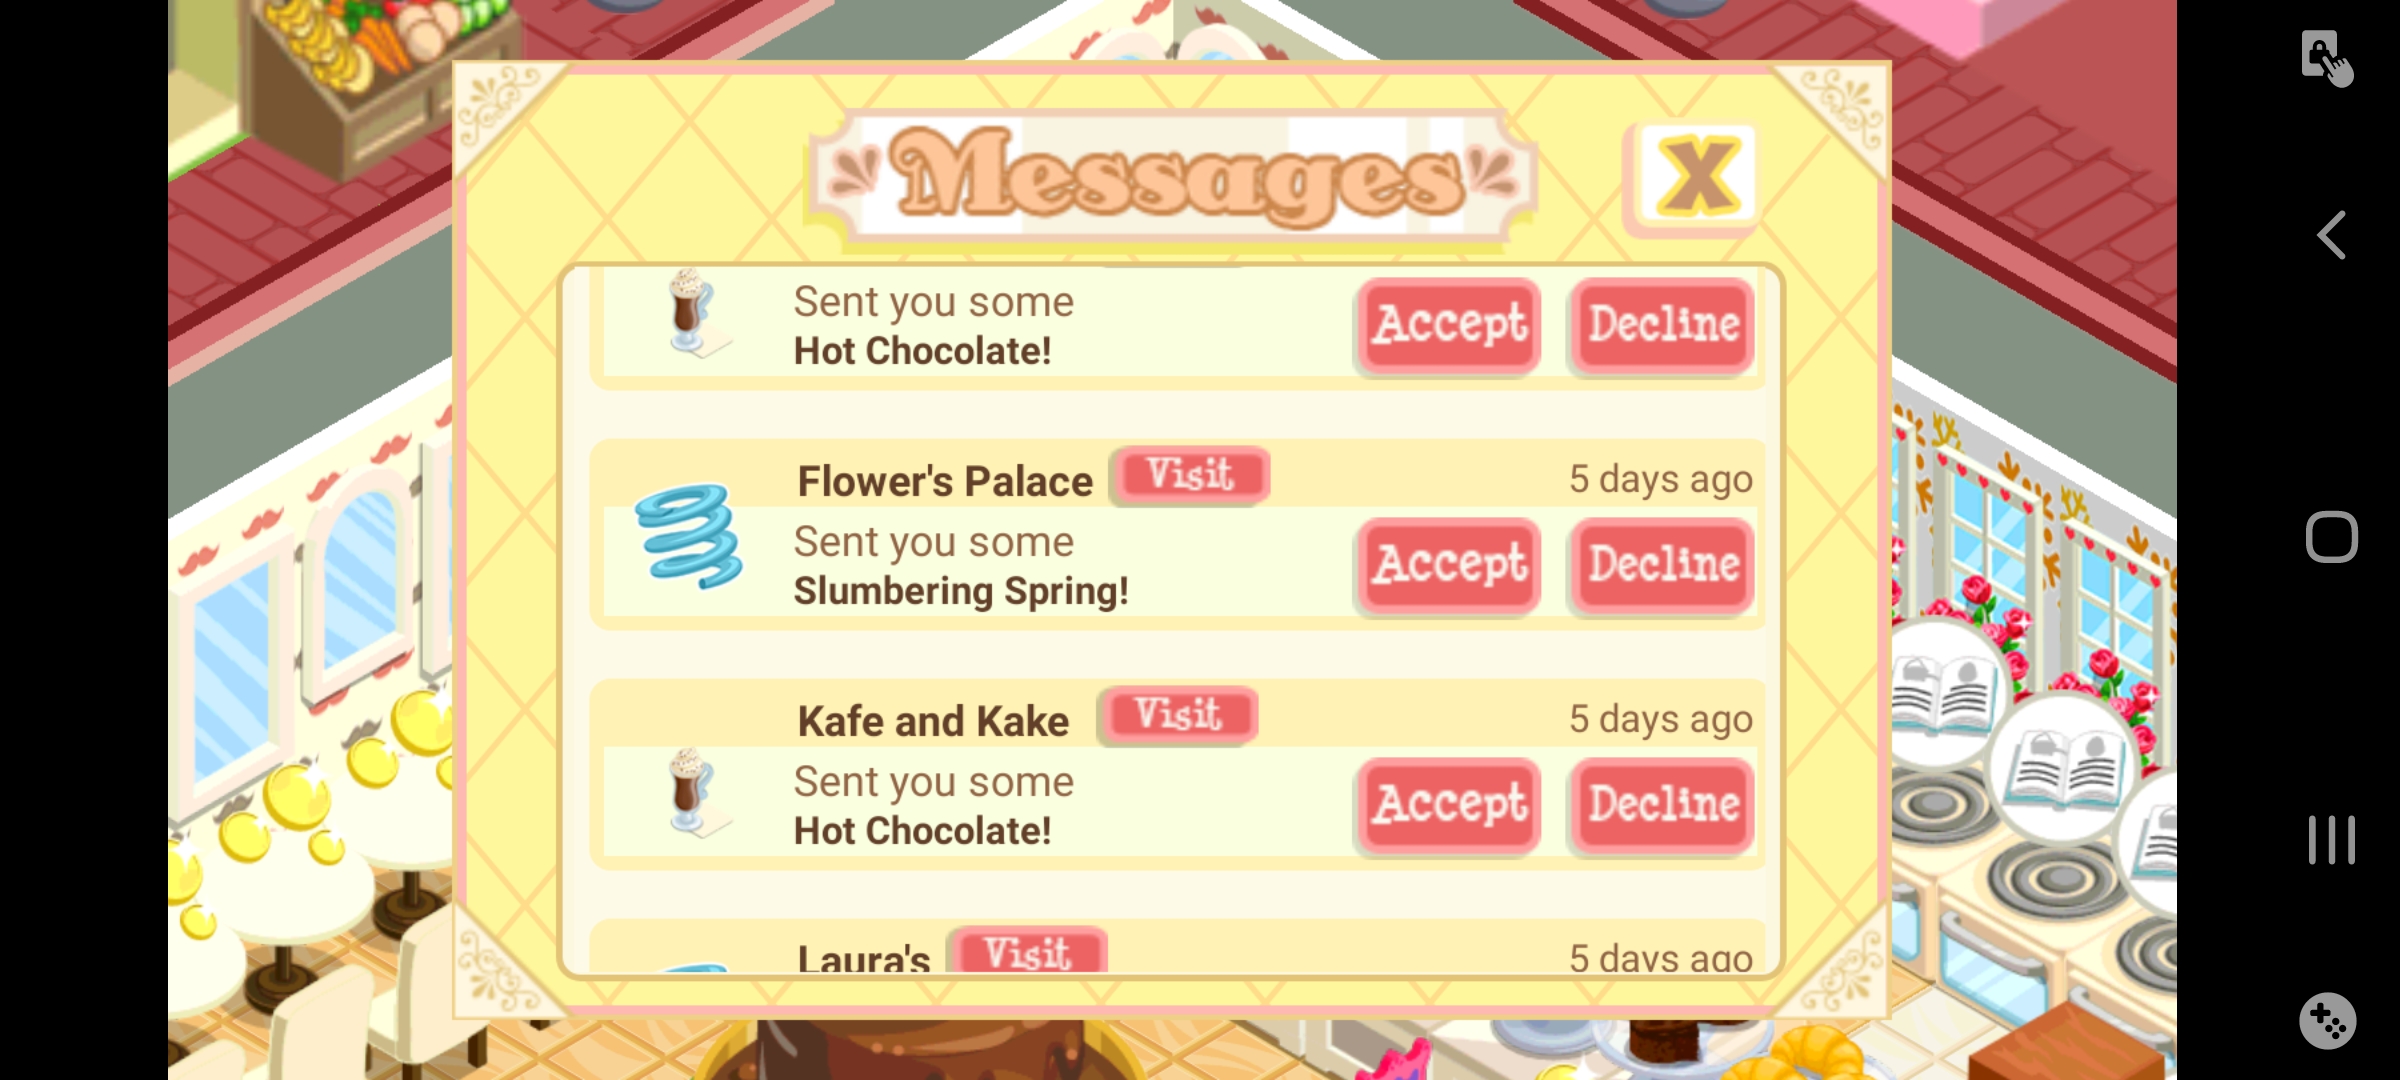 Messages
X
Sent you some
Hot Chocolate!
Accept
Decline
Flower's Palace
Visit
5 days ago
Sent you some
Slumbering Spring!
Accept
Decline
Kafe and Kake
Visit
5 days ago
Sent you some
Hot Chocolate!
Accept
Decline
Laura's
Visit
5 days ago